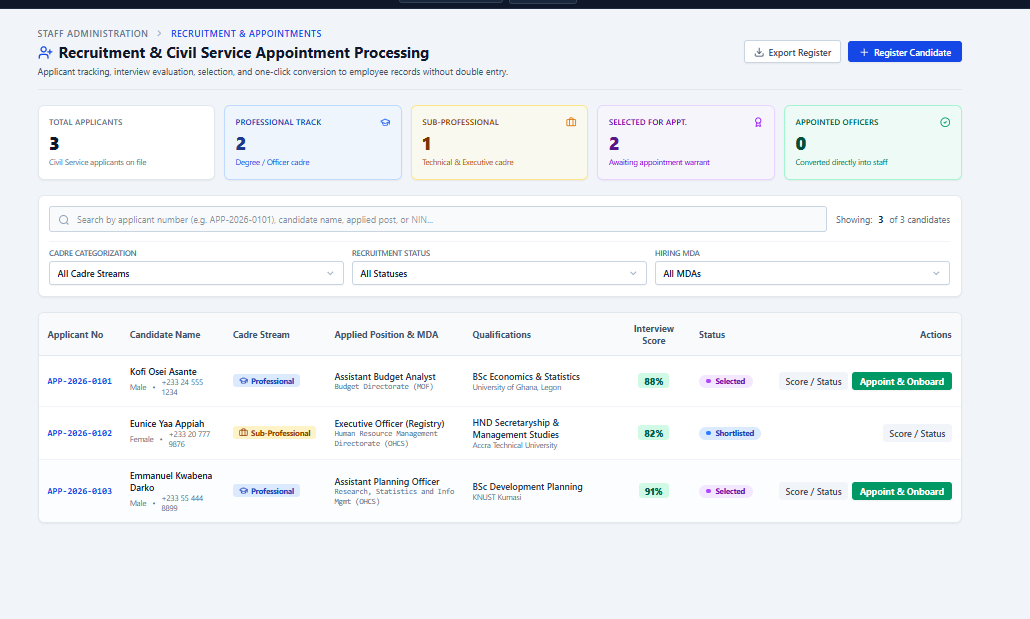 STAFF ADMINISTRATION > RECRUITMENT & APPOINTMENTS
Recruitment & Civil Service Appointment Processing
Applicant tracking, interview evaluation, selection, and one-click conversion to employee records without double entry.
Export Register
+ Register Candidate
TOTAL APPLICANTS
3
Civil Service applicants on file
PROFESSIONAL TRACK
2
Degree / Officer cadre
SUB-PROFESSIONAL
1
Technical & Executive cadre
SELECTED FOR APPT.
2
Awaiting appointment warrant
APPOINTED OFFICERS
0
Converted directly into staff
Search by applicant number (e.g. APP-2026-0101), candidate name, applied post, or NIN...
Showing: 3 of 3 candidates
CADRE CATEGORIZATION
All Cadre Streams
RECRUITMENT STATUS
All Statuses
HIRING MDA
All MDAs
Applicant No
Candidate Name
Cadre Stream
Applied Position & MDA
Qualifications
Interview
Score
Status
Actions
APP-2026-0101
Kofi Osei Asante
Male • +233 24 555
1234
Professional
Assistant Budget Analyst
Budget Directorate (MOF)
BSc Economics & Statistics
University of Ghana, Legon
88%
Selected
Score / Status
Appoint & Onboard
APP-2026-0102
Eunice Yaa Appiah
Female • +233 20 777
9876
Sub-Professional
Executive Officer (Registry)
Human Resource Management
Directorate (OHCS)
HND Secretaryship &
Management Studies
Accra Technical University
82%
Shortlisted
Score / Status
APP-2026-0103
Emmanuel Kwabena
Darko
Male • +233 55 444
8899
Professional
Assistant Planning Officer
Research, Statistics and Info
Mgmt (OHCS)
BSc Development Planning
KNUST Kumasi
91%
Selected
Score / Status
Appoint & Onboard